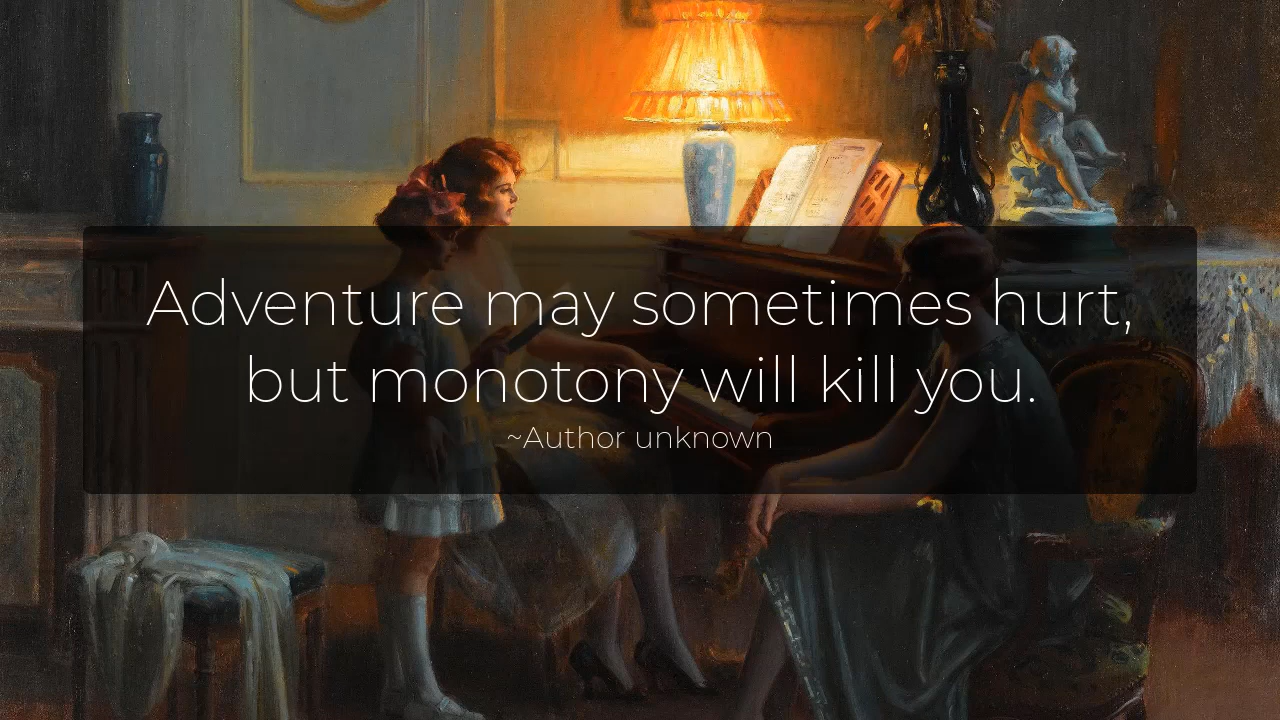 Adventure may sometimes hurt,
but monotony will kill you.
~Author unknown